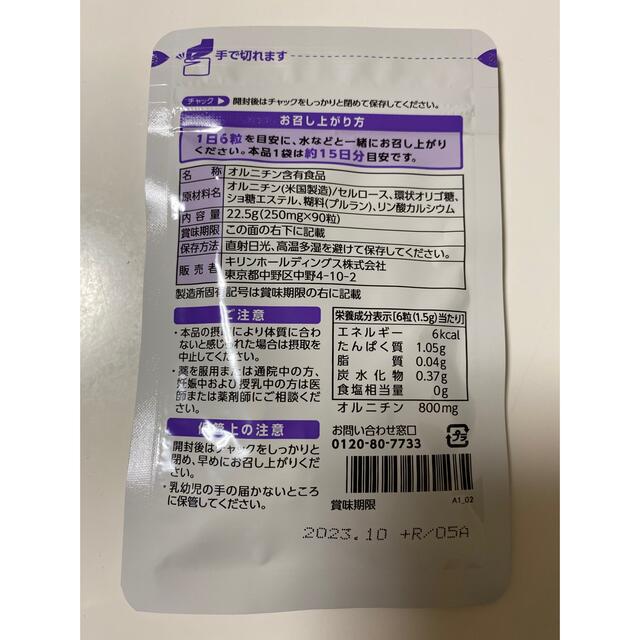 手で切れます
チャック 開封後はチャックをしっかりと閉めて保存してください。
お召し上がり方
1日6粒を目安に、水などと一緒にお召し上がり
ください。本品1袋は約15日分目安です。
名称 オルニチン含有食品
原材料名 オルニチン(米国製造)/セルロース、環状オリゴ糖、
ショ糖エステル、糊料(プルラン)、リン酸カルシウム
内容量 22.5g(250mg×90粒)
賞味期限 この面の右下に記載
保存方法 直射日光、高温多湿を避けて保存してください。
販売者 キリンホールディングス株式会社
東京都中野区中野4-10-2
製造所固有記号は賞味期限の右に記載
ご注意
・本品の摂取により体質に合わ
ないと感じられた場合は摂取を
中止してください。
・薬を服用または通院中の方、
妊娠中および授乳中の方は医
師または薬剤師にご相談くだ
さい。
保管上の注意
・開封後はチャックをしっかりと
閉め、早めにお召し上がりくだ
さい。
・乳幼児の手の届かないところ
に保管してください。
栄養成分表示[6粒(1.5g)当たり]
エネルギー 6kcal
たんぱく質 1.05g
脂質 0.04g
炭水化物 0.37g
食塩相当量 0g
オルニチン 800mg
お問い合わせ窓口
0120-80-7733
プラ
A1_02
賞味期限
2023.10 +R/05A